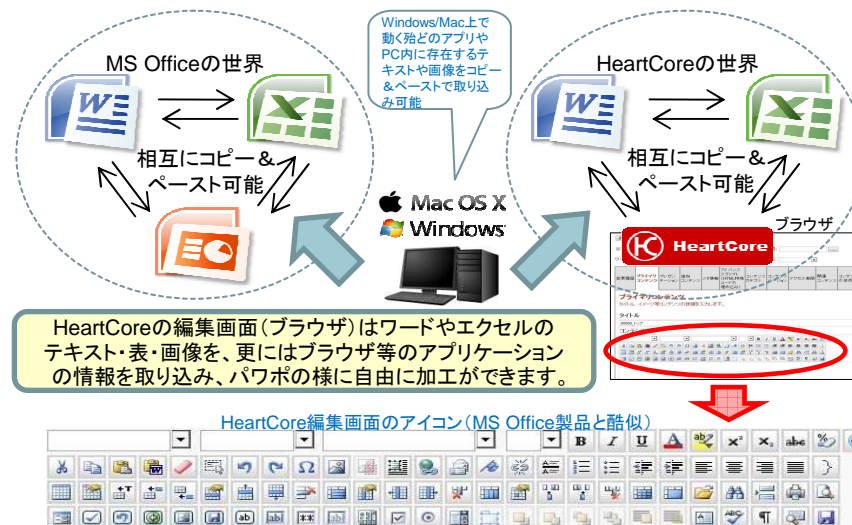 MS Officeの世界
相互にコピー＆
ペースト可能
Windows/Mac上で
動く殆どのアプリや
PC内に存在するテ
キストや画像をコピー
＆ペーストで取り込
み可能
Mac OS X
Windows
HeartCoreの世界
相互にコピー＆
ペースト可能
ブラウザ
HeartCore
プライマリコンテンツ
タイトル
HeartCoreの編集画面（ブラウザ）はワードやエクセルの
テキスト・表・画像を、更にはブラウザ等のアプリケーション
の情報を取り込み、パワポの様に自由に加工ができます。
HeartCore編集画面のアイコン（MS Office製品と酷似）